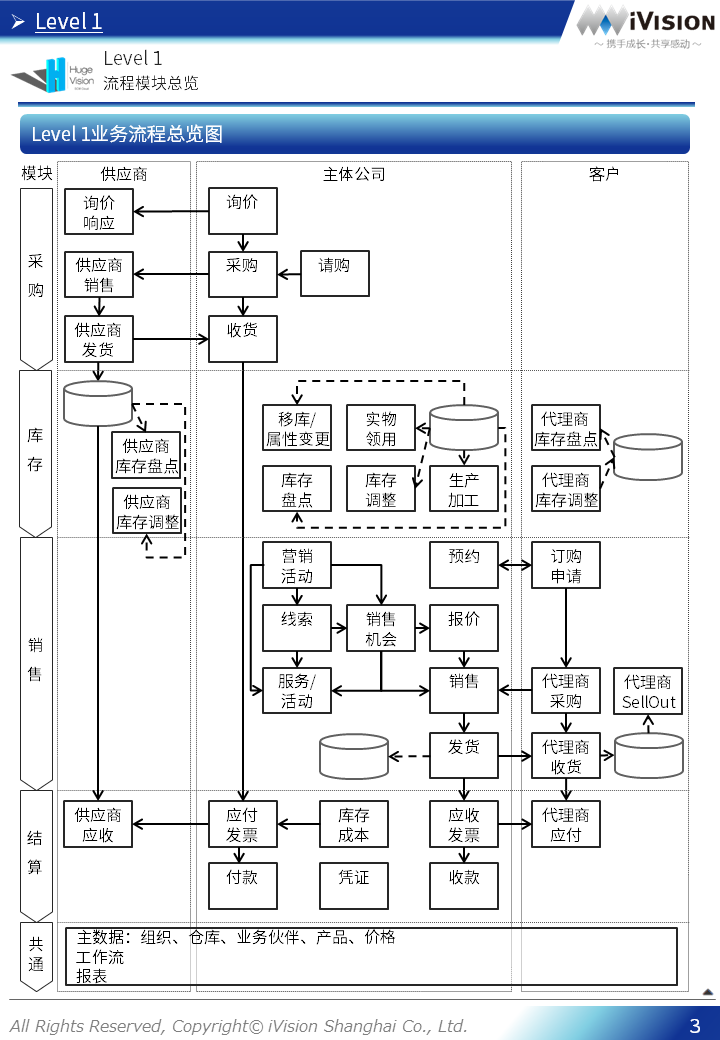 Level 1
iVISION
～ 携手成长·共享感动 ～
Huge
Vision
Level 1
流程模块总览
Level 1业务流程总览图
模块
供应商
主体公司
客户
采
购
询价
响应
询价
供应商
销售
采购
请购
供应商
发货
收货
库
存
供应商
库存盘点
供应商
库存调整
移库/
属性变更
实物
领用
库存
盘点
库存
调整
生产
加工
代理商
库存盘点
代理商
库存调整
销
售
营销
活动
预约
订购
申请
线索
销售
机会
报价
服务/
活动
销售
代理商
采购
代理商
SellOut
发货
代理商
收货
结
算
供应商
应收
应付
发票
库存
成本
应收
发票
代理商
应付
付款
凭证
收款
共
通
主数据：组织、仓库、业务伙伴、产品、价格
工作流
报表
All Rights Reserved, Copyright© iVision Shanghai Co., Ltd.
3